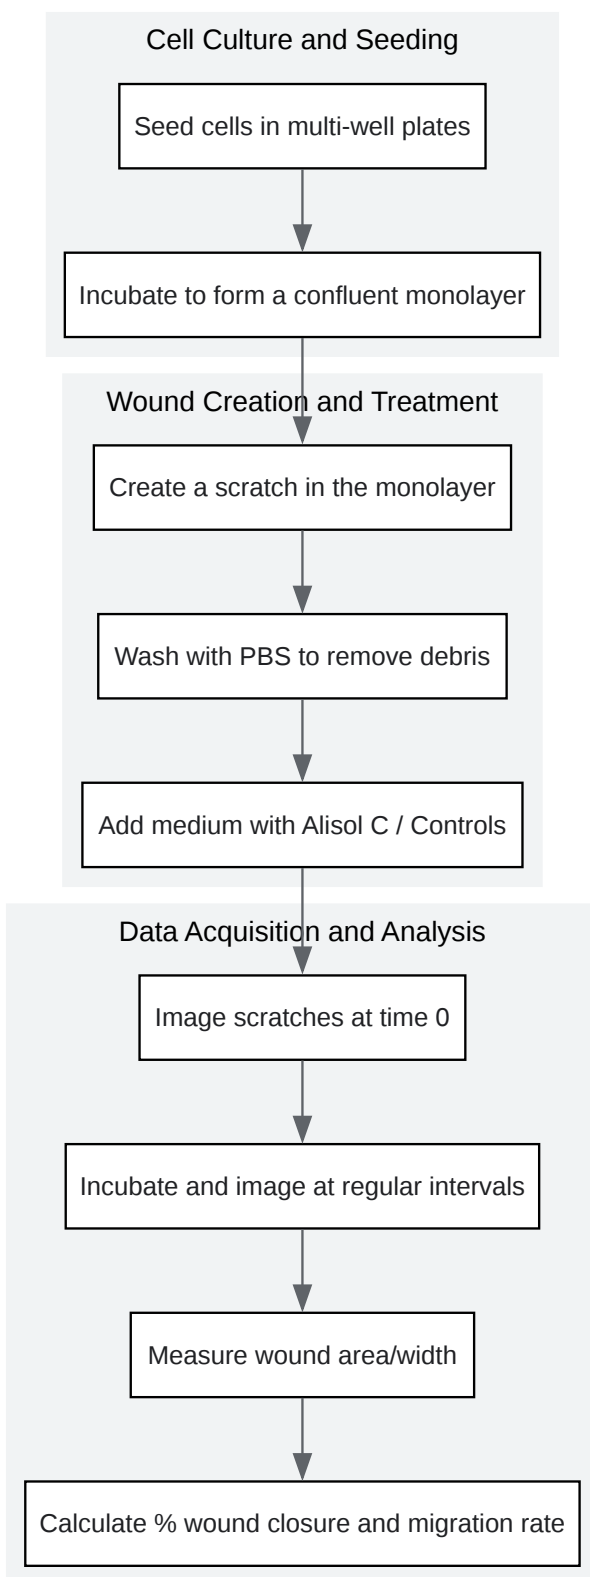 Cell Culture and Seeding
Seed cells in multi-well plates
Incubate to form a confluent monolayer
Wound Creation and Treatment
Create a scratch in the monolayer
Wash with PBS to remove debris
Add medium with Alisol C / Controls
Data Acquisition and Analysis
Image scratches at time 0
Incubate and image at regular intervals
Measure wound area/width
Calculate % wound closure and migration rate